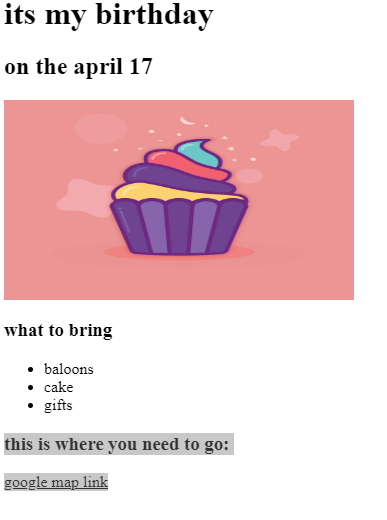 its my birthday
on the april 17
what to bring
baloons
cake
gifts
this is where you need to go:
google map link